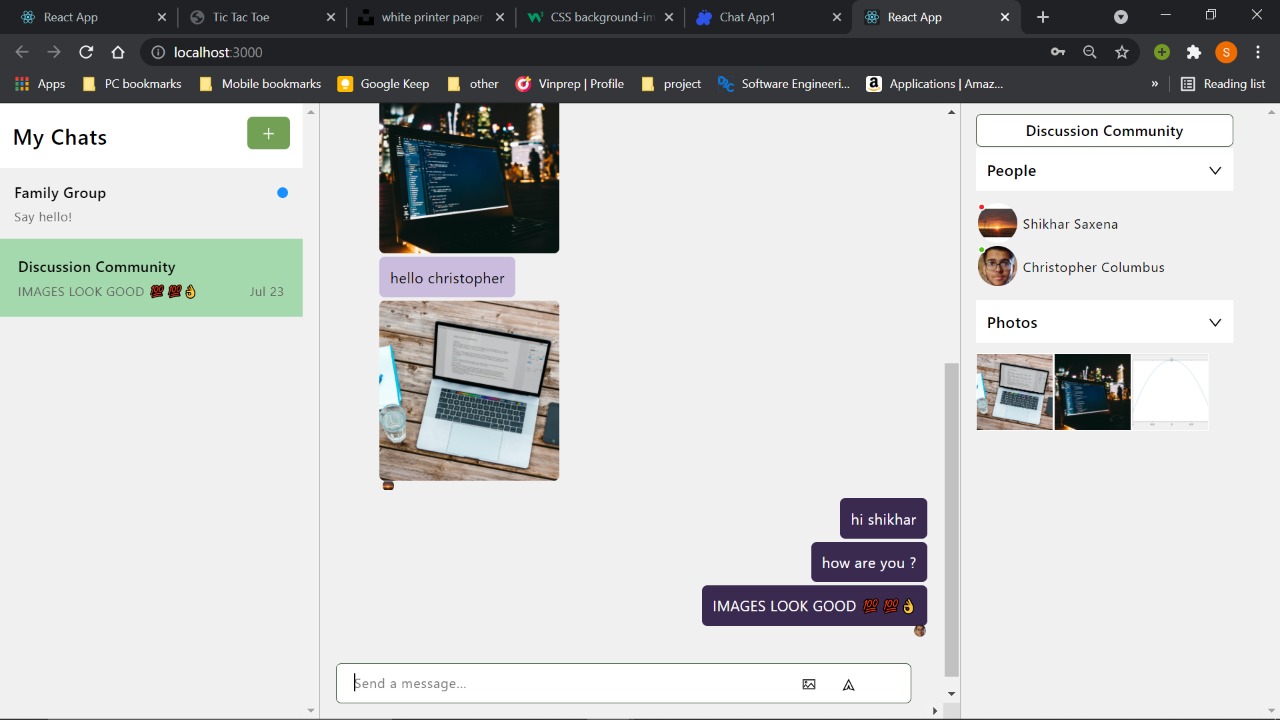 React App
Tic Tac Toe
white printer paper
CSS background-im
Chat App1
React App
localhost:3000
S
Apps
PC bookmarks
Mobile bookmarks
Google Keep
other
Vinprep | Profile
project
Software Engineeri...
Applications | Amaz...
»
Reading list
My Chats
+
Family Group
Say hello!
Discussion Community
IMAGES LOOK GOOD 💯 💯👌
Jul 23
hello christopher
hi shikhar
how are you ?
IMAGES LOOK GOOD 💯 💯👌
Send a message...
Discussion Community
People
Shikhar Saxena
Christopher Columbus
Photos